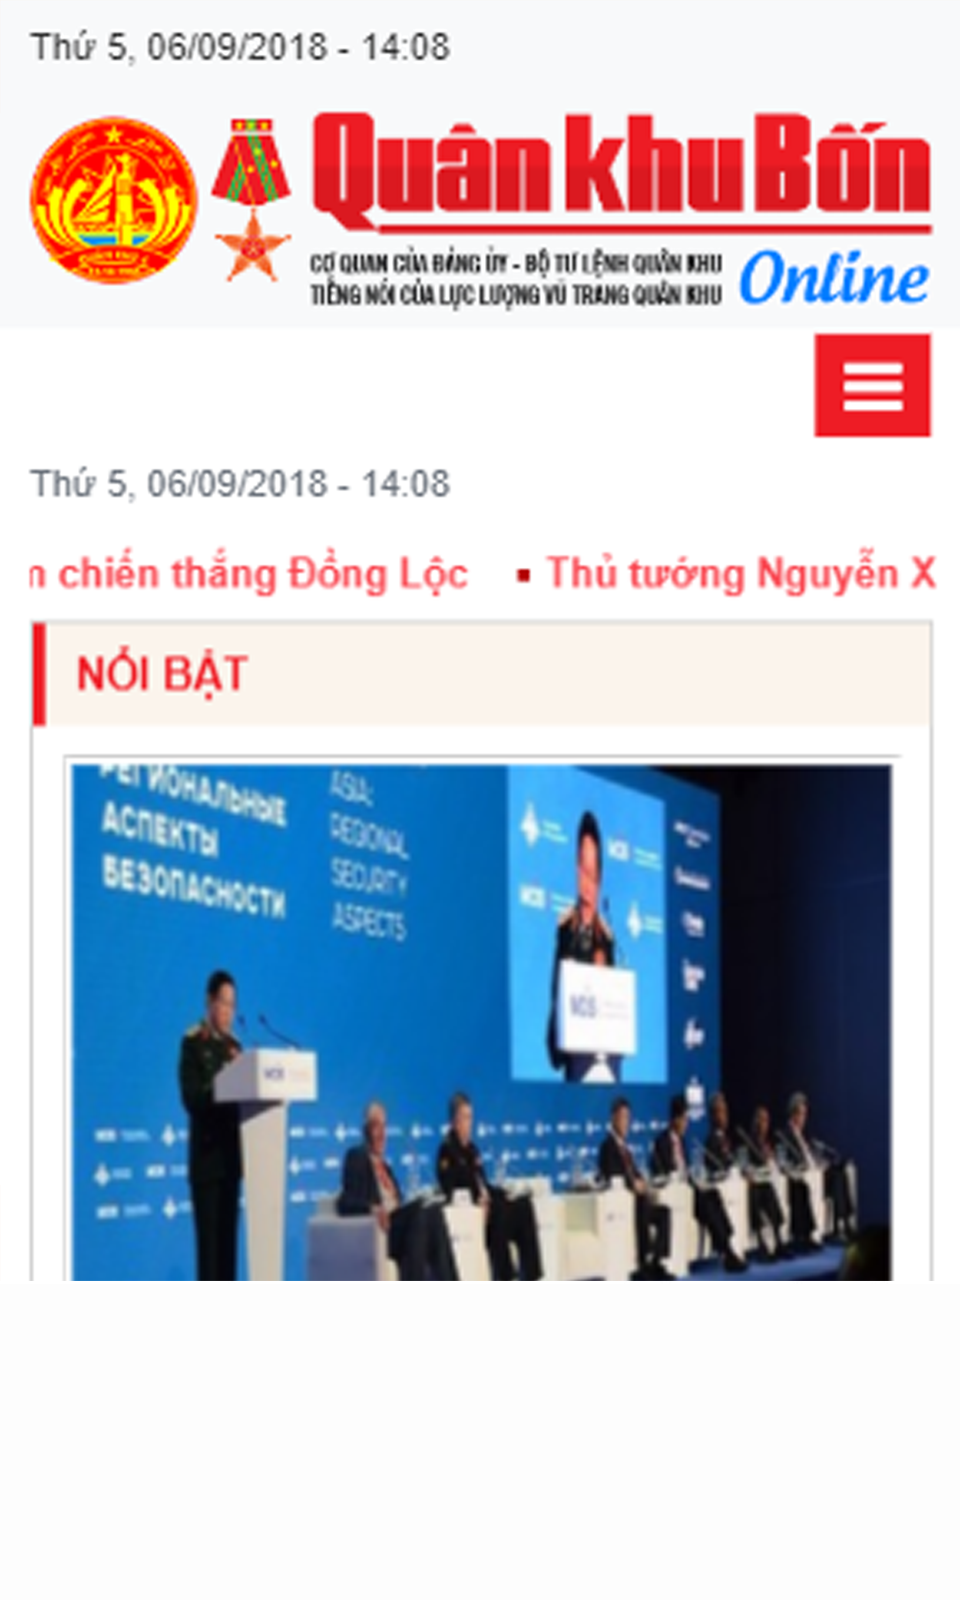 Thứ 5, 06/09/2018 - 14:08
Quân khu Bốn
CƠ QUAN CỦA ĐẢNG ỦY - BỘ TƯ LỆNH QUÂN KHU
TIẾNG NÓI CỦA LỰC LƯỢNG VŨ TRANG QUÂN KHU
Online
Thứ 5, 06/09/2018 - 14:08
n chiến thắng Đồng Lộc ▪ Thủ tướng Nguyễn X
NỔI BẬT
РЕГИОНАЛЬНЫЕ
АСПЕКТЫ
БЕЗОПАСНОСТИ
ASIA:
REGIONAL
SECURITY
ASPECTS